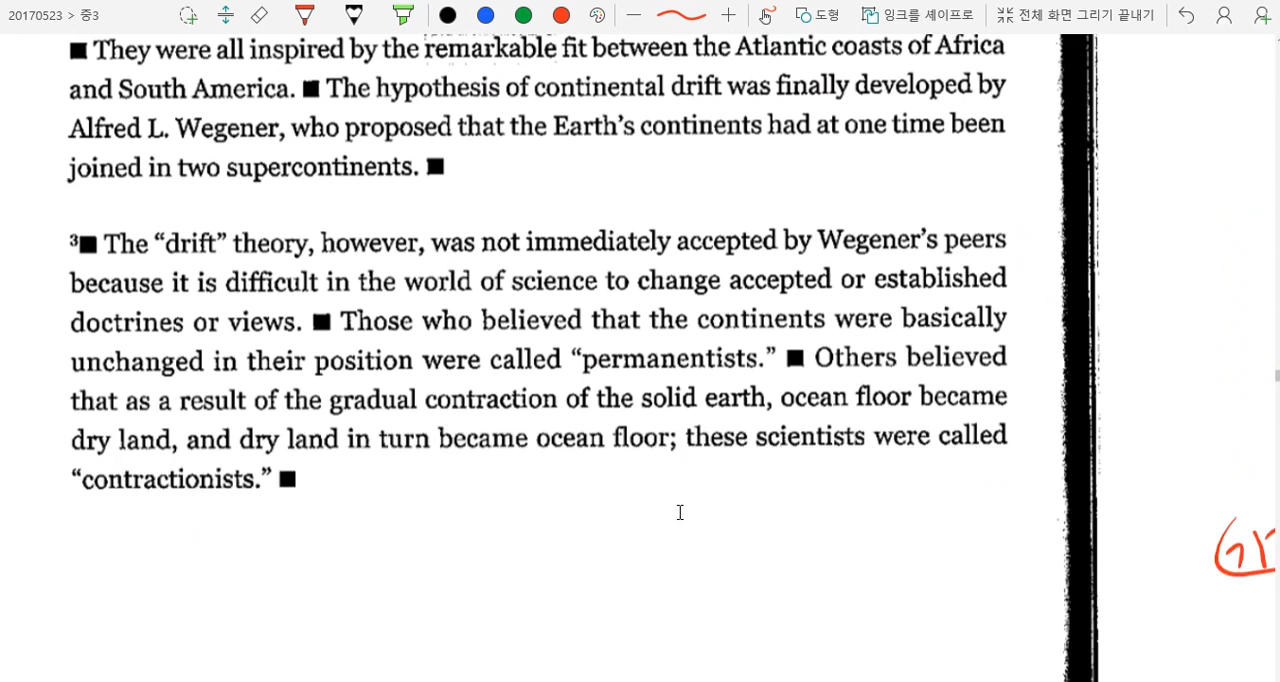 20170523 > 중3
도형
잉크를 셰이프로
전체 화면 그리기 끝내기
■ They were all inspired by the remarkable fit between the Atlantic coasts of Africa
and South America. ■ The hypothesis of continental drift was finally developed by
Alfred L. Wegener, who proposed that the Earth's continents had at one time been
joined in two supercontinents. ■
³■ The “drift” theory, however, was not immediately accepted by Wegener's peers
because it is difficult in the world of science to change accepted or established
doctrines or views. ■ Those who believed that the continents were basically
unchanged in their position were called “permanentists.” ■ Others believed
that as a result of the gradual contraction of the solid earth, ocean floor became
dry land, and dry land in turn became ocean floor; these scientists were called
“contractionists.” ■